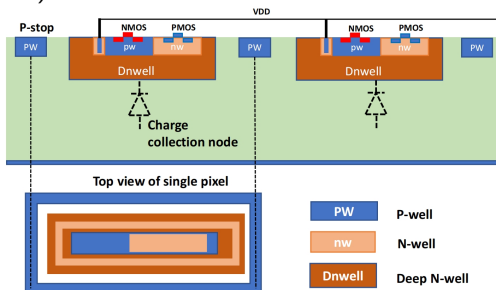 VDD
P-stop
NMOS
PMOS
NMOS
PMOS
PW
pw
nw
PW
pw
nw
PW
Dnwell
Dnwell
Charge
collection node
Top view of single pixel
PW
P-well
nw
N-well
Dnwell
Deep N-well